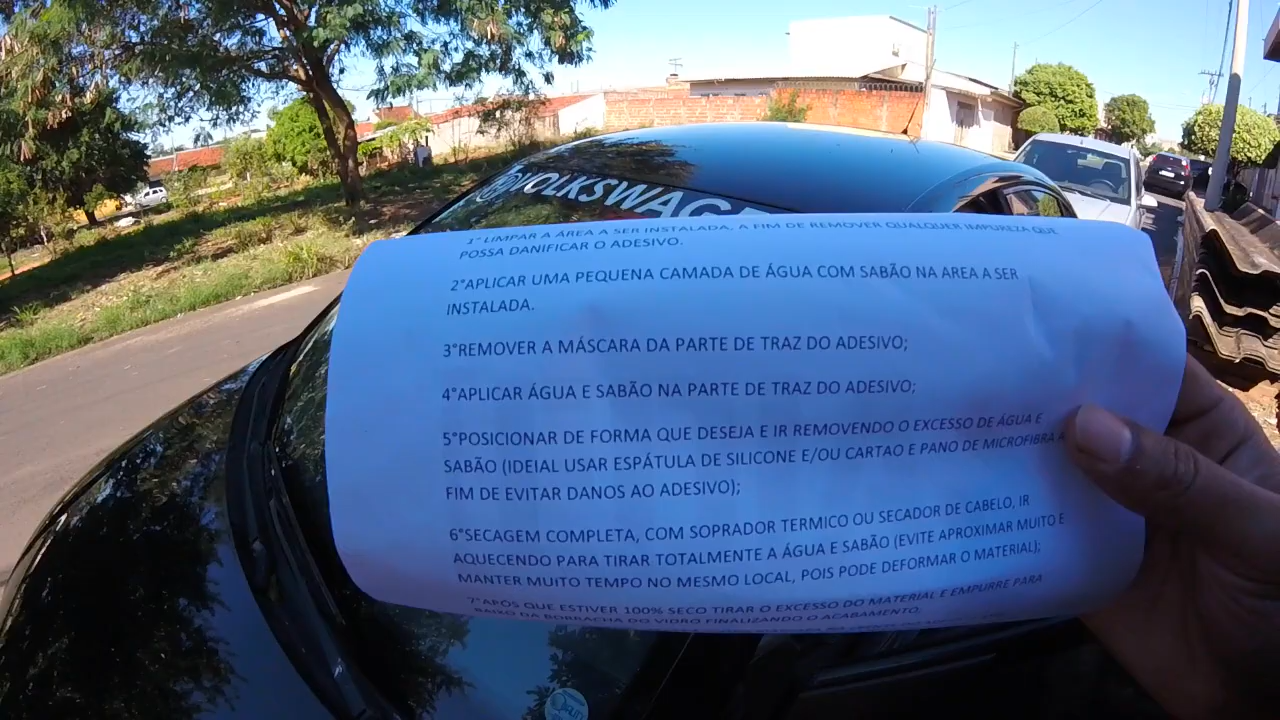 VOLKSWAGE
1° LIMPAR A ÁREA A SER INSTALADA, A FIM DE REMOVER QUALQUER IMPUREZA QUE
POSSA DANIFICAR O ADESIVO.
2°APLICAR UMA PEQUENA CAMADA DE ÁGUA COM SABÃO NA AREA A SER
INSTALADA.
3°REMOVER A MÁSCARA DA PARTE DE TRAZ DO ADESIVO;
4°APLICAR ÁGUA E SABÃO NA PARTE DE TRAZ DO ADESIVO;
5°POSICIONAR DE FORMA QUE DESEJA E IR REMOVENDO O EXCESSO DE ÁGUA E
SABÃO (IDEIAL USAR ESPÁTULA DE SILICONE E/OU CARTAO E PANO DE MICROFIBRA A
FIM DE EVITAR DANOS AO ADESIVO);
6°SECAGEM COMPLETA, COM SOPRADOR TERMICO OU SECADOR DE CABELO, IR
AQUECENDO PARA TIRAR TOTALMENTE A ÁGUA E SABÃO (EVITE APROXIMAR MUITO E
MANTER MUITO TEMPO NO MESMO LOCAL, POIS PODE DEFORMAR O MATERIAL);
7°APÓS QUE ESTIVER 100% SECO TIRAR O EXCESSO DO MATERIAL E EMPURRE PARA
BAIXO DA BORRACHA DO VIDRO FINALIZANDO O ACABAMENTO.